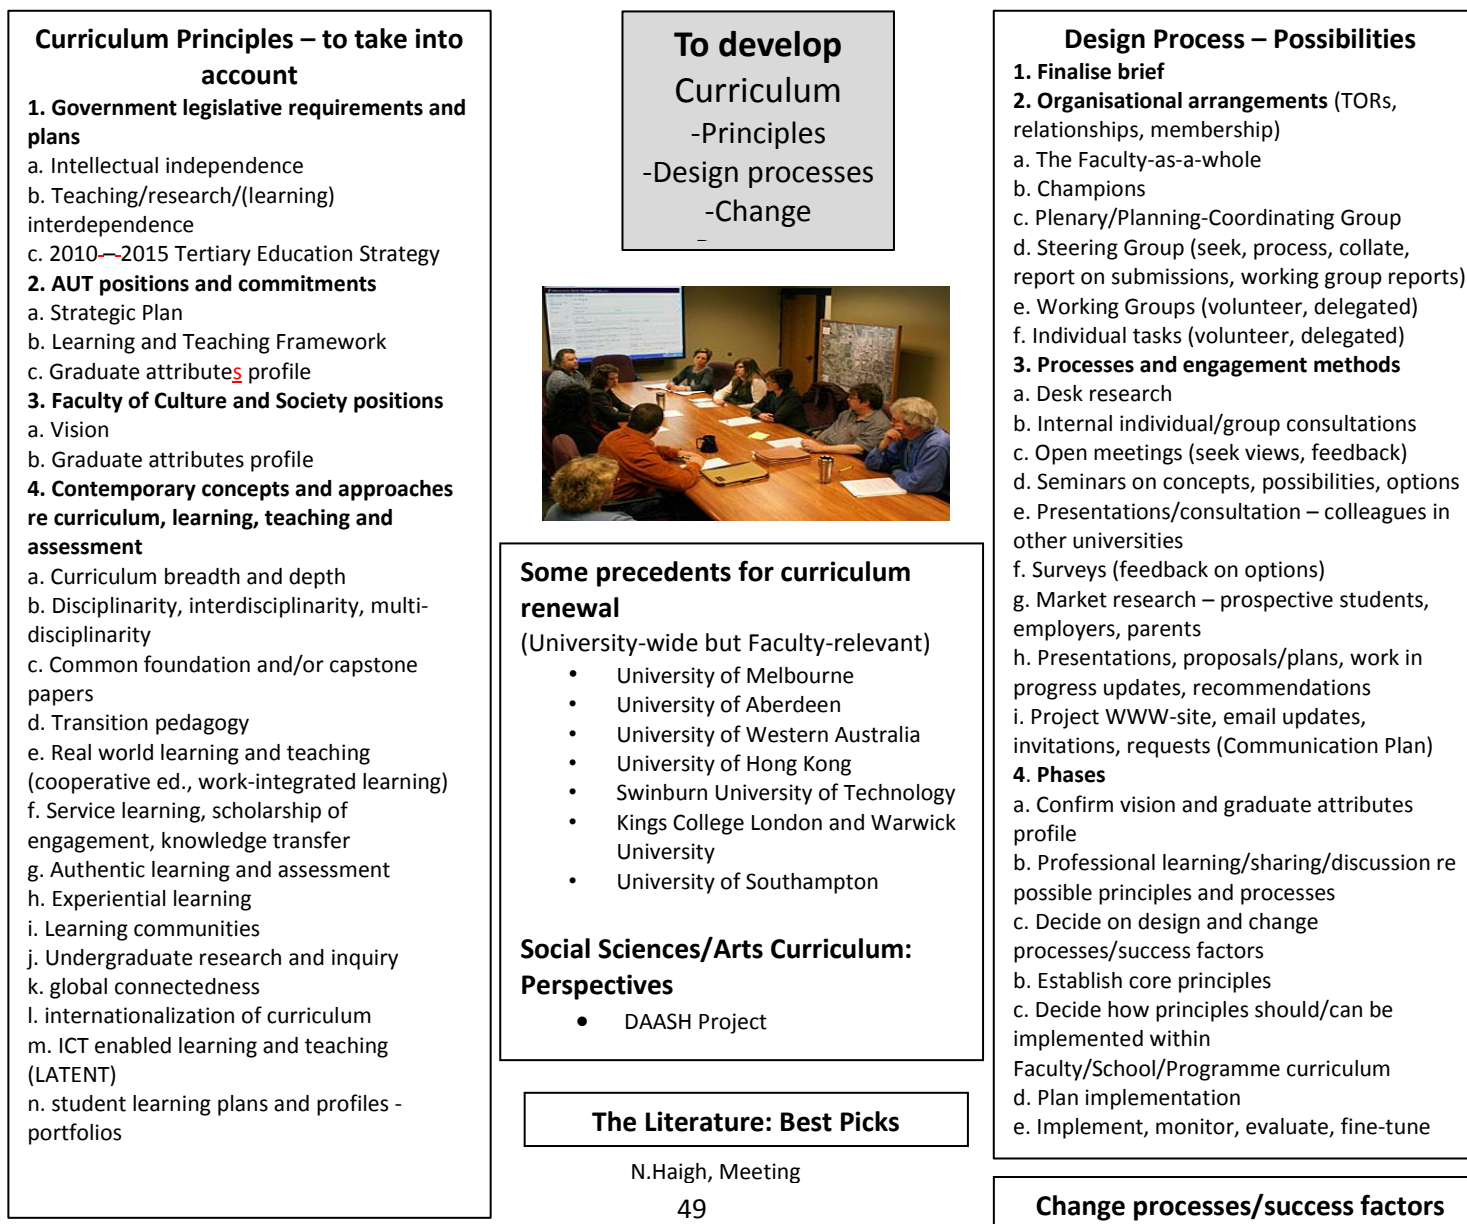 Curriculum Principles – to take into
account
1. Government legislative requirements and
plans
a. Intellectual independence
b. Teaching/research/(learning)
interdependence
c. 2010-–-2015 Tertiary Education Strategy
2. AUT positions and commitments
a. Strategic Plan
b. Learning and Teaching Framework
c. Graduate attributes profile
3. Faculty of Culture and Society positions
a. Vision
b. Graduate attributes profile
4. Contemporary concepts and approaches
re curriculum, learning, teaching and
assessment
a. Curriculum breadth and depth
b. Disciplinarity, interdisciplinarity, multi-
disciplinarity
c. Common foundation and/or capstone
papers
d. Transition pedagogy
e. Real world learning and teaching
(cooperative ed., work-integrated learning)
f. Service learning, scholarship of
engagement, knowledge transfer
g. Authentic learning and assessment
h. Experiential learning
i. Learning communities
j. Undergraduate research and inquiry
k. global connectedness
l. internationalization of curriculum
m. ICT enabled learning and teaching
(LATENT)
n. student learning plans and profiles -
portfolios
To develop
Curriculum
-Principles
-Design processes
-Change
Some precedents for curriculum
renewal
(University-wide but Faculty-relevant)
• University of Melbourne
• University of Aberdeen
• University of Western Australia
• University of Hong Kong
• Swinburn University of Technology
• Kings College London and Warwick
University
• University of Southampton
Social Sciences/Arts Curriculum:
Perspectives
• DAASH Project
The Literature: Best Picks
N.Haigh, Meeting
49
Design Process – Possibilities
1. Finalise brief
2. Organisational arrangements (TORs,
relationships, membership)
a. The Faculty-as-a-whole
b. Champions
c. Plenary/Planning-Coordinating Group
d. Steering Group (seek, process, collate,
report on submissions, working group reports)
e. Working Groups (volunteer, delegated)
f. Individual tasks (volunteer, delegated)
3. Processes and engagement methods
a. Desk research
b. Internal individual/group consultations
c. Open meetings (seek views, feedback)
d. Seminars on concepts, possibilities, options
e. Presentations/consultation – colleagues in
other universities
f. Surveys (feedback on options)
g. Market research – prospective students,
employers, parents
h. Presentations, proposals/plans, work in
progress updates, recommendations
i. Project WWW-site, email updates,
invitations, requests (Communication Plan)
4. Phases
a. Confirm vision and graduate attributes
profile
b. Professional learning/sharing/discussion re
possible principles and processes
c. Decide on design and change
processes/success factors
b. Establish core principles
c. Decide how principles should/can be
implemented within
Faculty/School/Programme curriculum
d. Plan implementation
e. Implement, monitor, evaluate, fine-tune
Change processes/success factors